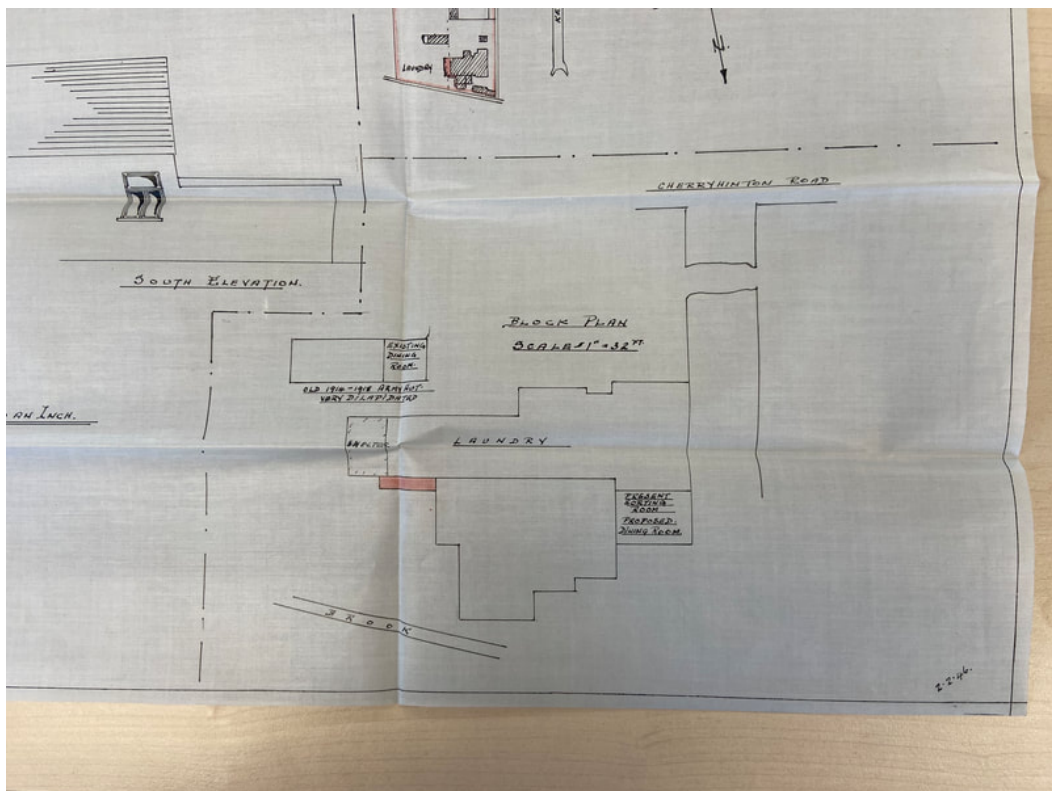 LAUNDRY
N.
CHERRYHINTON ROAD
SOUTH ELEVATION.
BLOCK PLAN
SCALE 1" = 32 FT.
EXISTING
DINING
ROOM.
OLD 1914-1918 ARMY HUT.
VERY DILAPIDATED
AN INCH.
SHELTER
LAUNDRY
PRESENT
SORTING
ROOM
PROPOSED.
DINING ROOM.
BROOK
2.2.46.